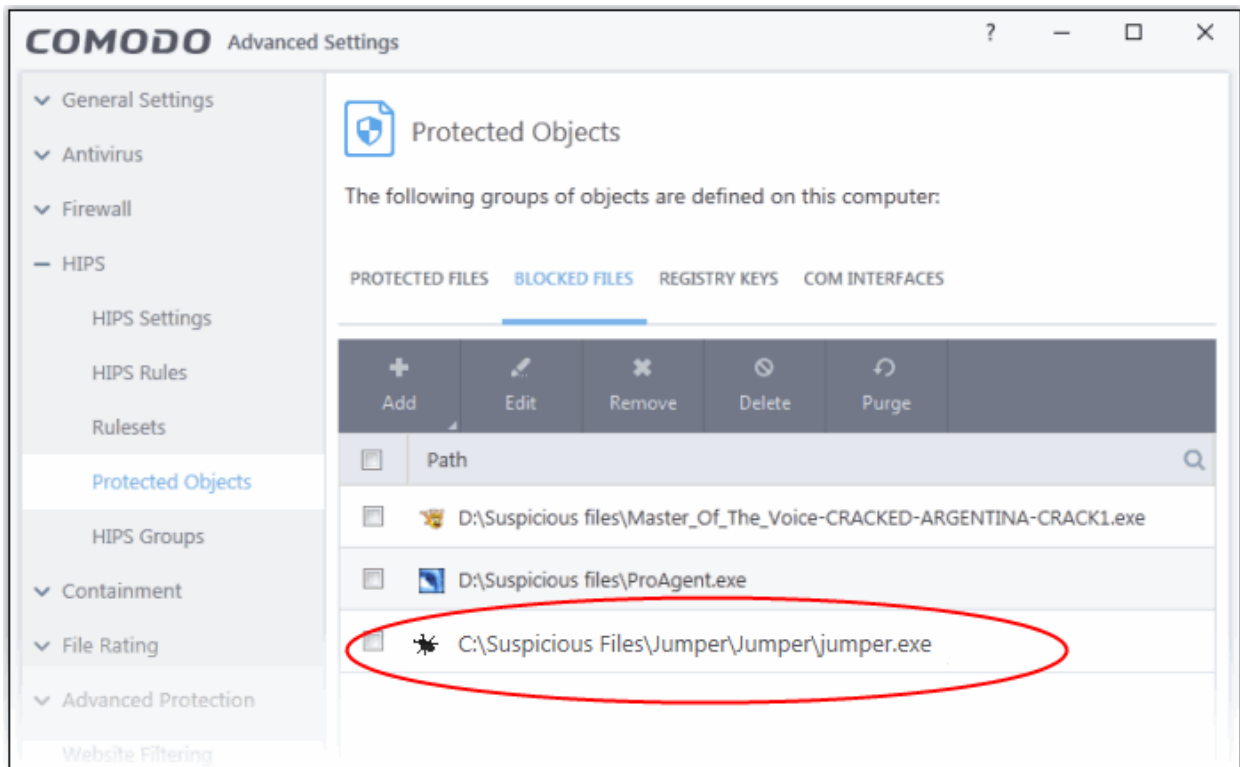 COMODO Advanced Settings ?
General Settings
Antivirus
Firewall
HIPS
HIPS Settings
HIPS Rules
Rulesets
Protected Objects
HIPS Groups
Containment
File Rating
Advanced Protection
Website Filtering
Protected Objects
The following groups of objects are defined on this computer:
PROTECTED FILES BLOCKED FILES REGISTRY KEYS COM INTERFACES
Add Edit Remove Delete Purge
Path
D:\Suspicious files\Master_Of_The_Voice-CRACKED-ARGENTINA-CRACK1.exe
D:\Suspicious files\ProAgent.exe
C:\Suspicious Files\Jumper\Jumper\jumper.exe